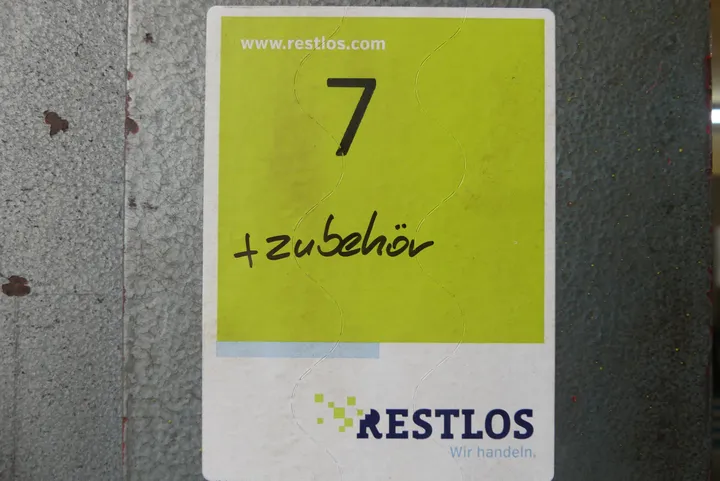 www.restlos.com
7
+ zubehör
RESTLOS
Wir handeln.